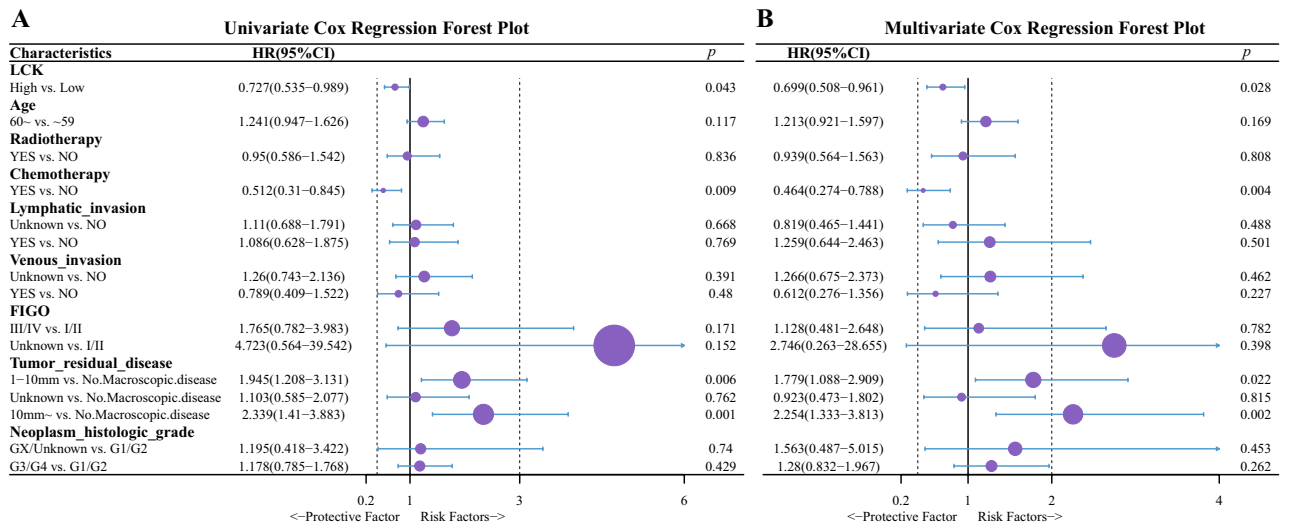 A
Univariate Cox Regression Forest Plot
Characteristics HR(95%CI) p
LCK
High vs. Low 0.727(0.535−0.989) 0.043
Age
60~ vs. ~59 1.241(0.947−1.626) 0.117
Radiotherapy
YES vs. NO 0.95(0.586−1.542) 0.836
Chemotherapy
YES vs. NO 0.512(0.31−0.845) 0.009
Lymphatic_invasion
Unknown vs. NO 1.11(0.688−1.791) 0.668
YES vs. NO 1.086(0.628−1.875) 0.769
Venous_invasion
Unknown vs. NO 1.26(0.743−2.136) 0.391
YES vs. NO 0.789(0.409−1.522) 0.48
FIGO
III/IV vs. I/II 1.765(0.782−3.983) 0.171
Unknown vs. I/II 4.723(0.564−39.542) 0.152
Tumor_residual_disease
1−10mm vs. No.Macroscopic.disease 1.945(1.208−3.131) 0.006
Unknown vs. No.Macroscopic.disease 1.103(0.585−2.077) 0.762
10mm~ vs. No.Macroscopic.disease 2.339(1.41−3.883) 0.001
Neoplasm_histologic_grade
GX/Unknown vs. G1/G2 1.195(0.418−3.422) 0.74
G3/G4 vs. G1/G2 1.178(0.785−1.768) 0.429
0.2 1 3 6
<−Protective Factor Risk Factors−>
B
Multivariate Cox Regression Forest Plot
HR(95%CI) p
0.699(0.508−0.961) 0.028
1.213(0.921−1.597) 0.169
0.939(0.564−1.563) 0.808
0.464(0.274−0.788) 0.004
0.819(0.465−1.441) 0.488
1.259(0.644−2.463) 0.501
1.266(0.675−2.373) 0.462
0.612(0.276−1.356) 0.227
1.128(0.481−2.648) 0.782
2.746(0.263−28.655) 0.398
1.779(1.088−2.909) 0.022
0.923(0.473−1.802) 0.815
2.254(1.333−3.813) 0.002
1.563(0.487−5.015) 0.453
1.28(0.832−1.967) 0.262
0.2 1 2 4
<−Protective Factor Risk Factors−>